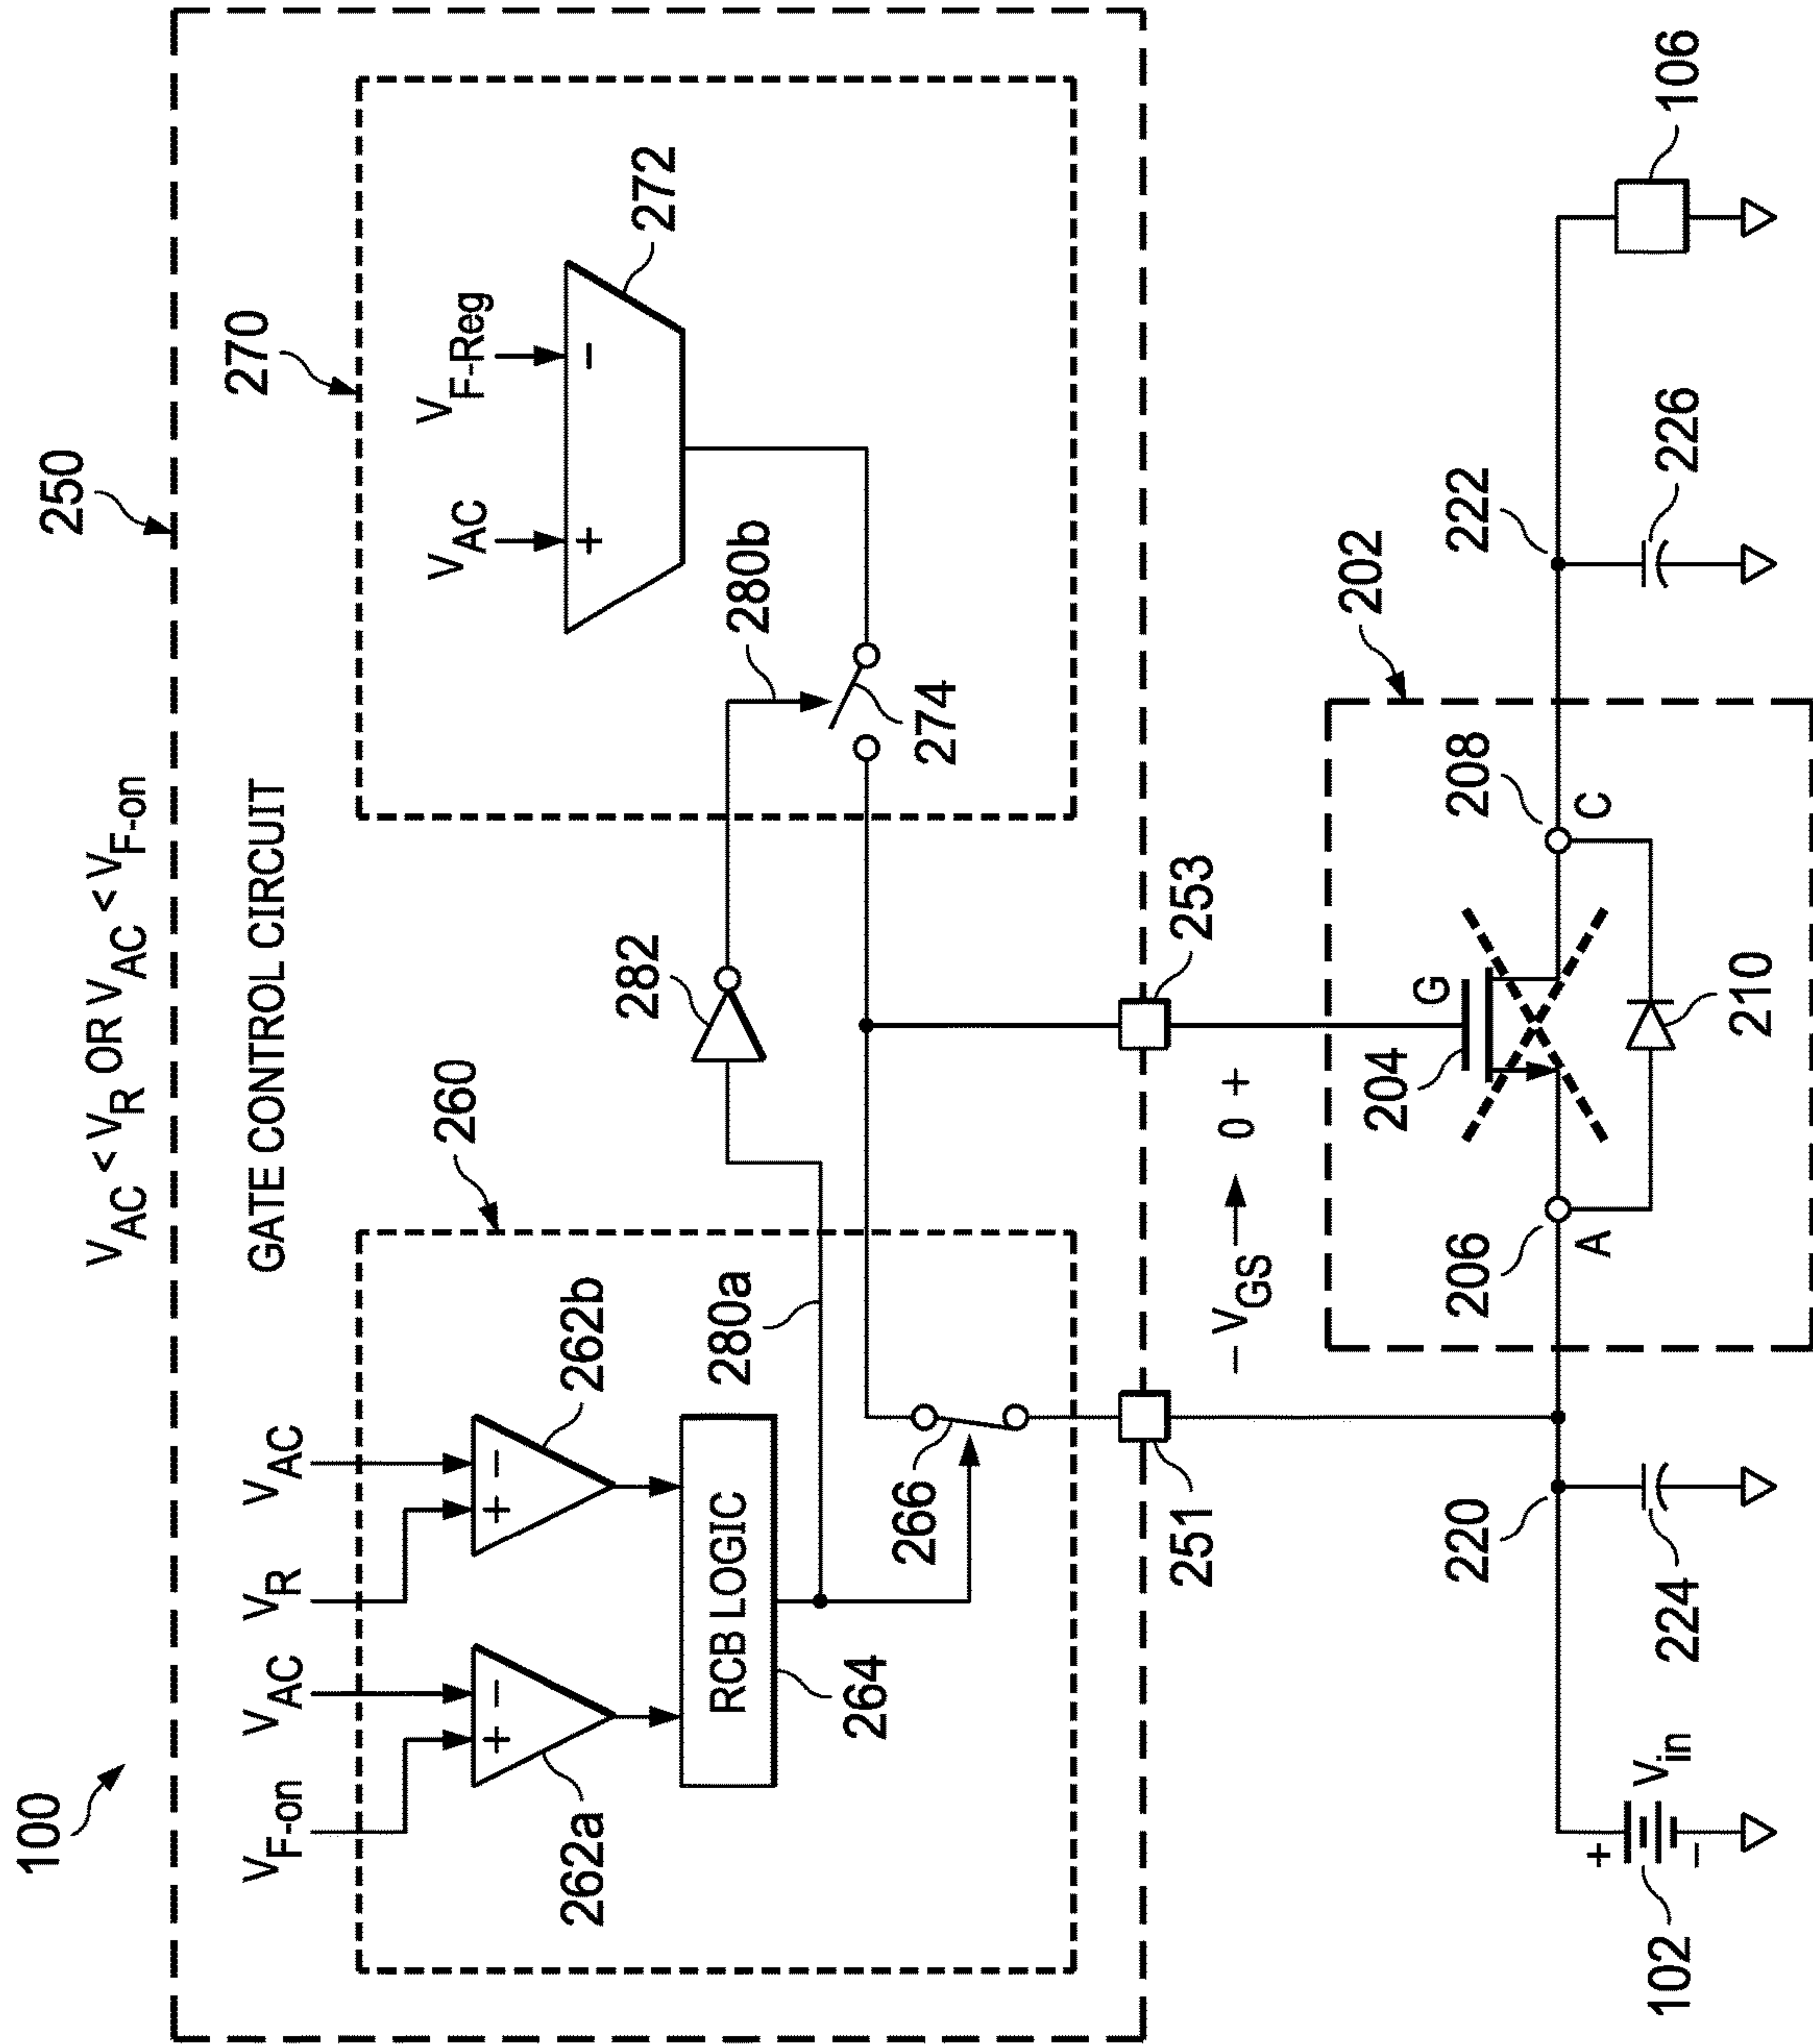 100
V_AC < V_R OR V_AC < V_F-on
250
GATE CONTROL CIRCUIT
260
270
V_F-on
V_AC
V_R
V_AC
+ −
+ −
262a
262b
RCB LOGIC
264
280a
266
282
V_AC
V_F-Reg
+ −
272
280b
274
251
253
− V_GS → 0 +
202
204
G
206
A
208
C
210
220
224
222
226
+
−
V_in
102
106